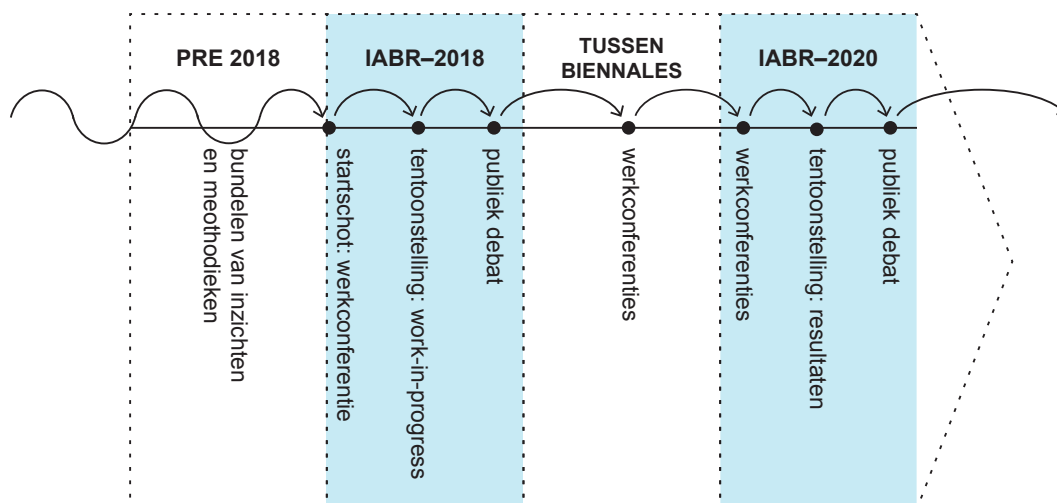 PRE 2018
IABR–2018
TUSSEN
BIENNALES
IABR–2020
bundelen van inzichten
en meothodieken
startschot: werkconferentie
tentoonstelling: work-in-progress
publiek debat
werkconferenties
werkconferenties
tentoonstelling: resultaten
publiek debat